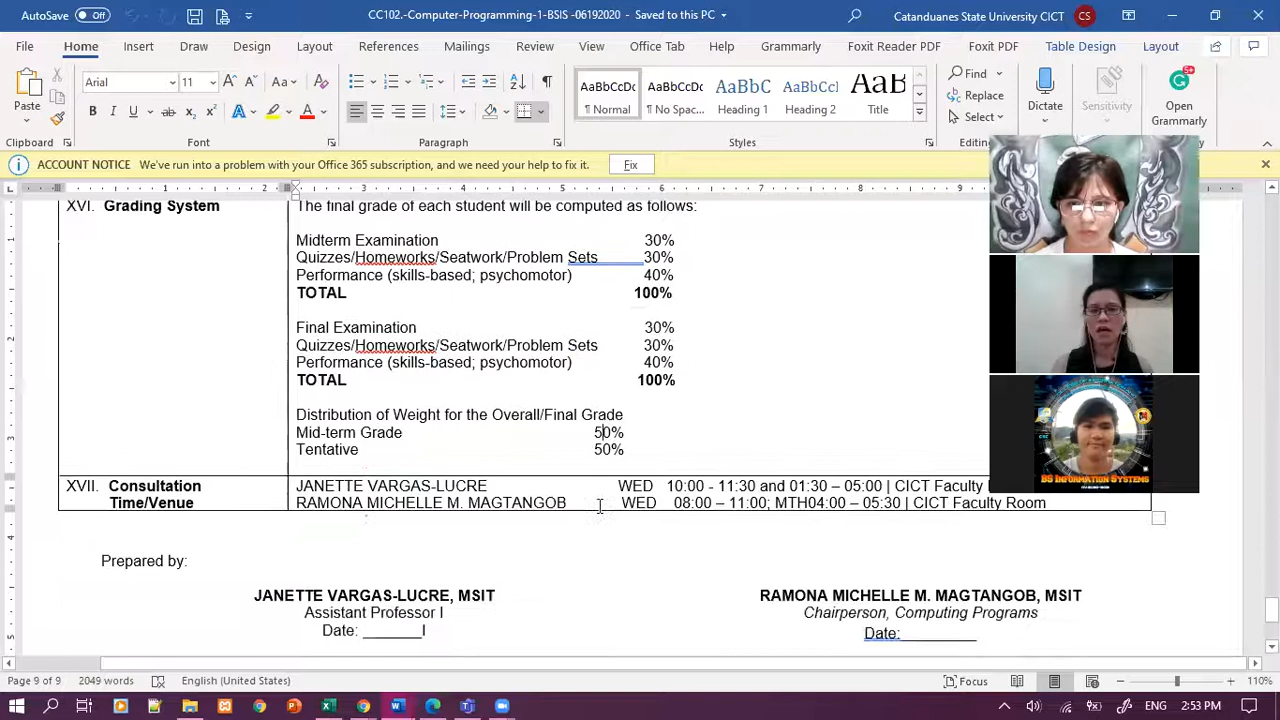 AutoSave Off
CC102.-Computer-Programming-1-BSIS -06192020 - Saved to this PC
Catanduanes State University CICT CS
File Home Insert Draw Design Layout References Mailings Review View Office Tab Help Grammarly Foxit Reader PDF Foxit PDF Table Design Layout
Paste
Arial 11
AaBbCcDc AaBbCcDc AaBbC AaBbCcD AaB
Normal No Spac... Heading 1 Heading 2 Title
Find
Replace
Select
Dictate Sensitivity Open Grammarly
Clipboard Font Paragraph Styles
ACCOUNT NOTICE We've run into a problem with your Office 365 subscription, and we need your help to fix it. Fix
XVI. Grading System The final grade of each student will be computed as follows:
Midterm Examination 30%
Quizzes/Homeworks/Seatwork/Problem Sets 30%
Performance (skills-based; psychomotor) 40%
TOTAL 100%
Final Examination 30%
Quizzes/Homeworks/Seatwork/Problem Sets 30%
Performance (skills-based; psychomotor) 40%
TOTAL 100%
Distribution of Weight for the Overall/Final Grade
Mid-term Grade 50%
Tentative 50%
XVII. Consultation JANETTE VARGAS-LUCRE WED 10:00 - 11:30 and 01:30 – 05:00 | CICT Faculty
Time/Venue RAMONA MICHELLE M. MAGTANGOB WED 08:00 – 11:00; MTH04:00 – 05:30 | CICT Faculty Room
BS INFORMATION SYSTEMS
Prepared by:
JANETTE VARGAS-LUCRE, MSIT RAMONA MICHELLE M. MAGTANGOB, MSIT
Assistant Professor I Chairperson, Computing Programs
Date: _______I Date:__________
Page 9 of 9 2049 words English (United States) Focus 110%
2:53 PM